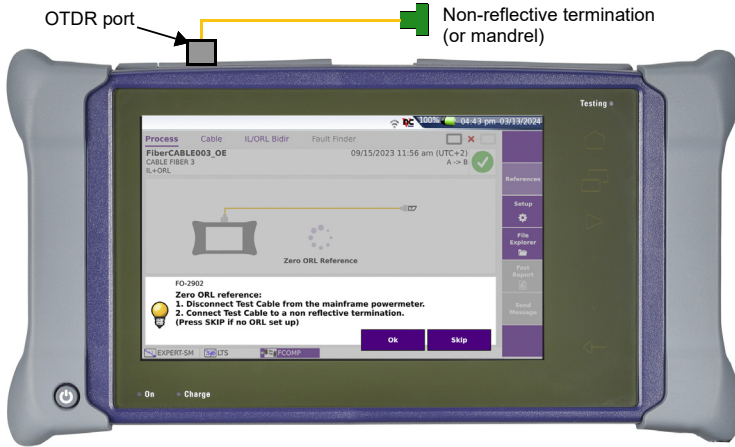 OTDR port
Non-reflective termination
(or mandrel)
Testing
100% 04:43 pm 03/13/2024
Process Cable IL/ORL Bidir Fault Finder
FiberCABLE003_OE 09/15/2023 11:56 am (UTC+2)
CABLE FIBER 3 A -> B
IL+ORL
References
Setup
File
Explorer
Fast
Report
Send
Message
Zero ORL Reference
FO-2902
Zero ORL reference:
1. Disconnect Test Cable from the mainframe powermeter.
2. Connect Test Cable to a non reflective termination.
(Press SKIP if no ORL set up)
Ok Skip
EXPERT-SM LTS FCOMP
On Charge